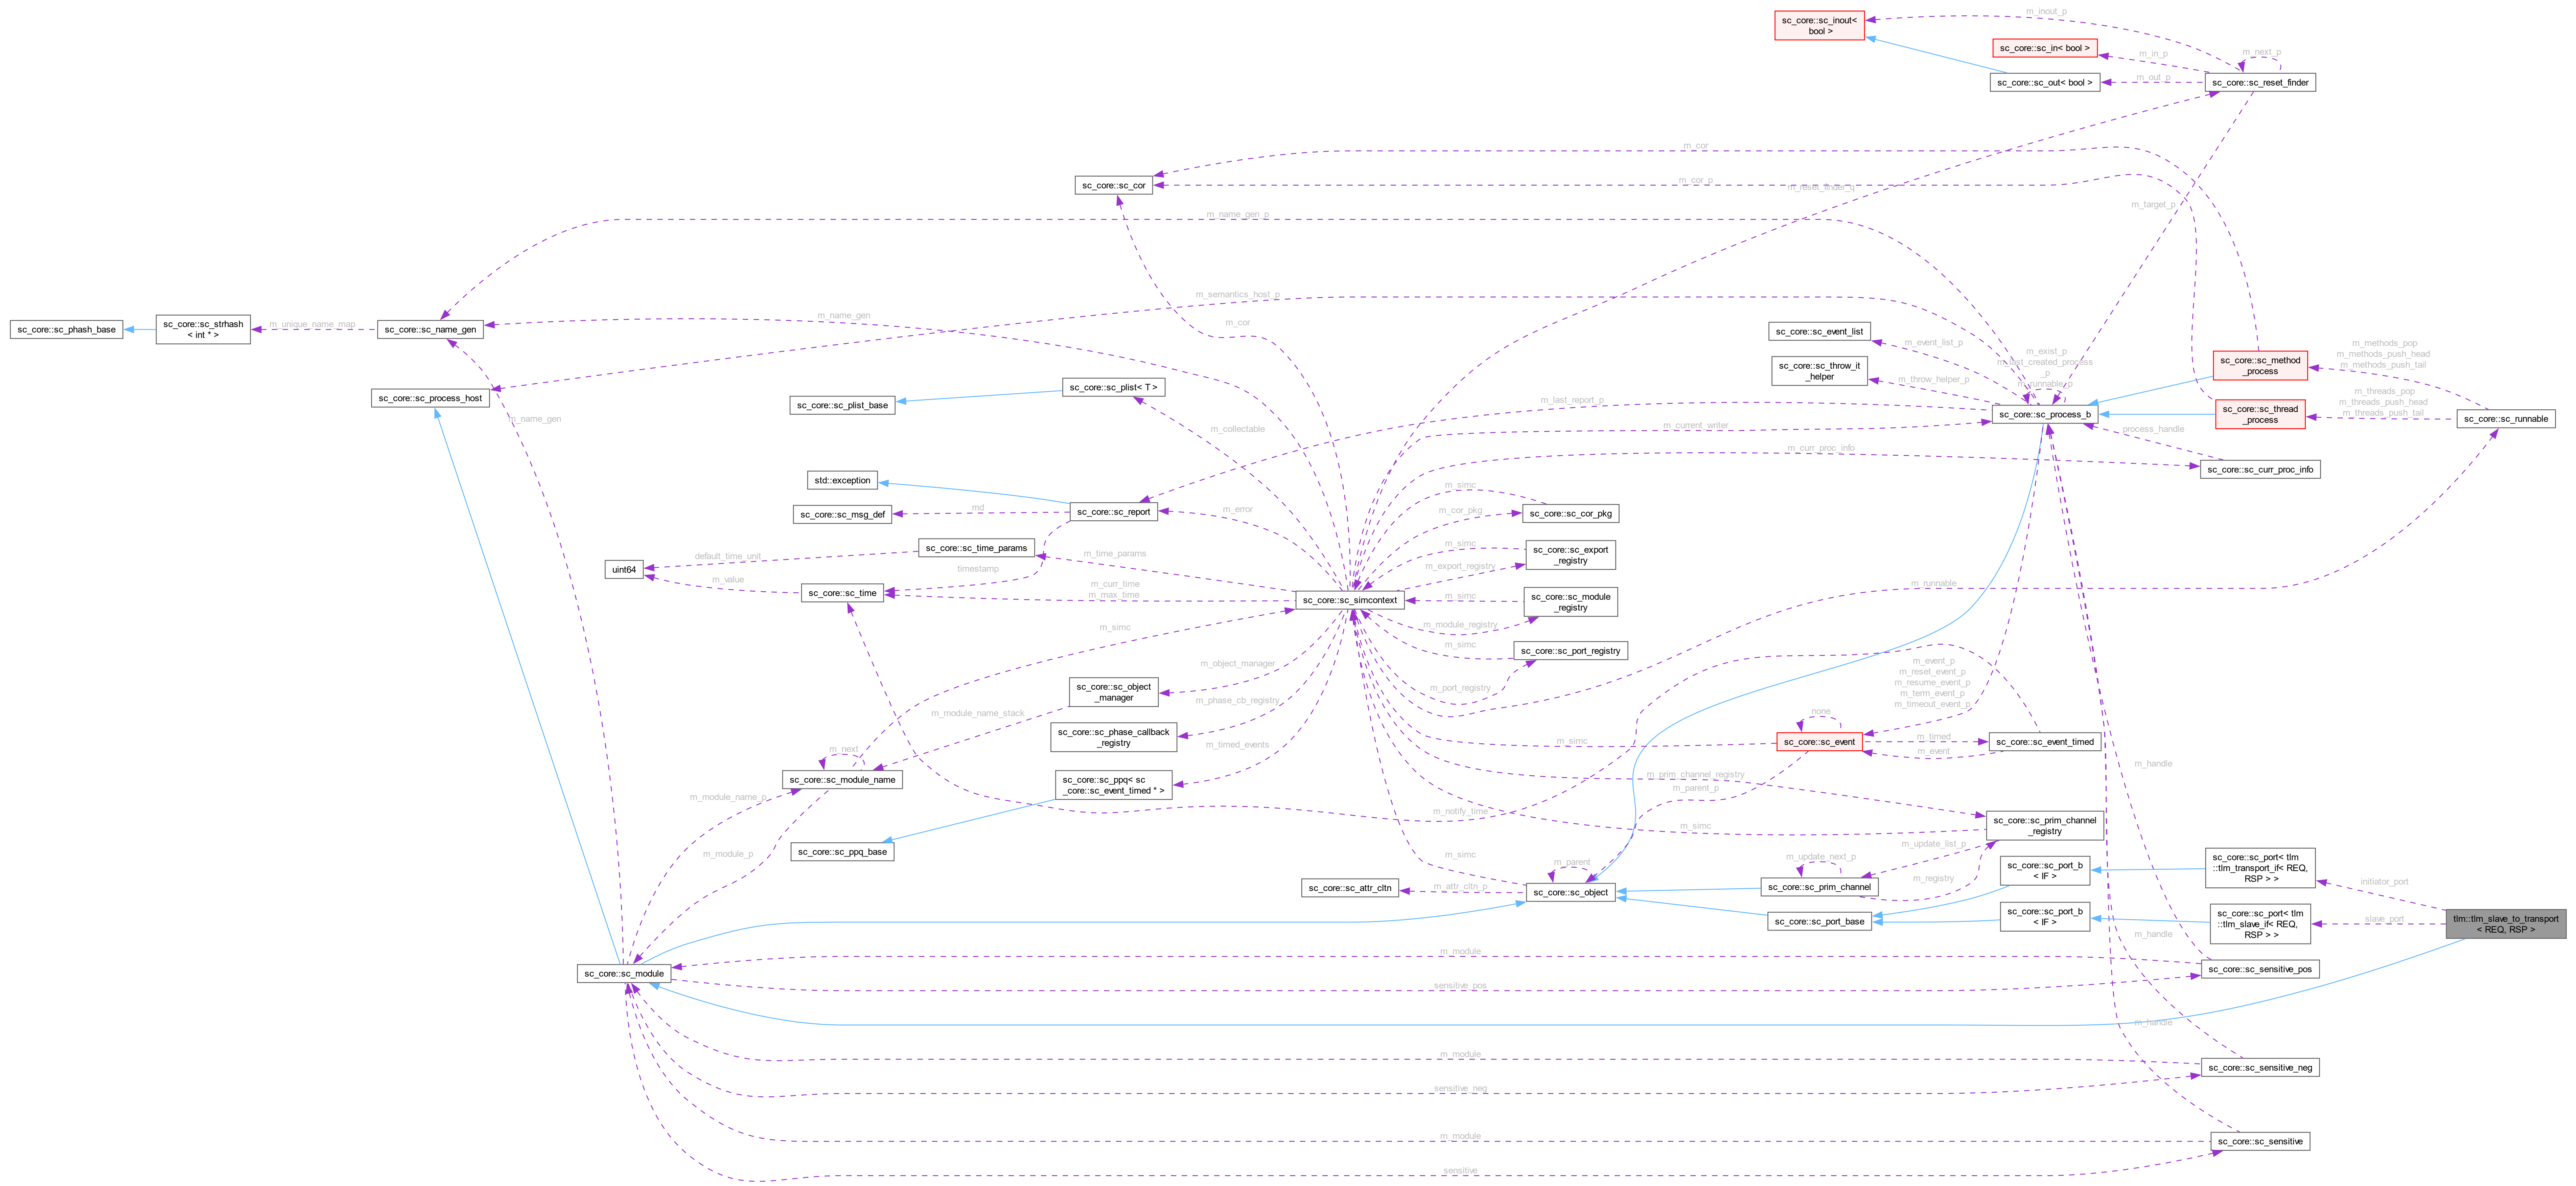 sc_core::sc_inout<
bool >
m_inout_p
sc_core::sc_in< bool >
m_in_p
m_next_p
sc_core::sc_out< bool >
m_out_p
sc_core::sc_reset_finder
m_cor
sc_core::sc_cor
m_cor_p
m_reset_finder_q
m_target_p
m_name_gen_p
m_semantics_host_p
m_name_gen
m_cor
sc_core::sc_phash_base
sc_core::sc_strhash
< int * >
m_unique_name_map
sc_core::sc_name_gen
sc_core::sc_event_list
m_event_list_p
m_exist_p
m_last_created_process
_p
m_runnable_p
sc_core::sc_throw_it
_helper
m_throw_helper_p
sc_core::sc_method
_process
m_methods_pop
m_methods_push_head
m_methods_push_tail
sc_core::sc_process_host
sc_core::sc_plist_base
sc_core::sc_plist< T >
m_last_report_p
sc_core::sc_process_b
sc_core::sc_thread
_process
m_threads_pop
m_threads_push_head
m_threads_push_tail
sc_core::sc_runnable
m_name_gen
m_collectable
m_current_writer
process_handle
m_curr_proc_info
sc_core::sc_curr_proc_info
std::exception
m_simc
sc_core::sc_msg_def
md
sc_core::sc_report
m_error
m_cor_pkg
sc_core::sc_cor_pkg
default_time_unit
sc_core::sc_time_params
m_time_params
m_simc
sc_core::sc_export
_registry
m_export_registry
uint64
m_value
timestamp
sc_core::sc_time
m_curr_time
m_max_time
sc_core::sc_simcontext
m_simc
sc_core::sc_module
_registry
m_runnable
m_simc
m_module_registry
m_simc
sc_core::sc_port_registry
m_object_manager
sc_core::sc_object
_manager
m_port_registry
m_event_p
m_reset_event_p
m_resume_event_p
m_term_event_p
m_timeout_event_p
m_phase_cb_registry
m_module_name_stack
sc_core::sc_phase_callback
_registry
none
m_simc
sc_core::sc_event
m_timed
m_event
sc_core::sc_event_timed
m_timed_events
m_next
sc_core::sc_module_name
sc_core::sc_ppq< sc
_core::sc_event_timed * >
m_prim_channel_registry
m_parent_p
m_handle
m_module_name_p
m_notify_time
m_simc
sc_core::sc_prim_channel
_registry
sc_core::sc_ppq_base
m_module_p
m_simc
m_parent
m_update_next_p
m_update_list_p
m_registry
sc_core::sc_attr_cltn
m_attr_cltn_p
sc_core::sc_object
sc_core::sc_prim_channel
sc_core::sc_port_b
< IF >
sc_core::sc_port< tlm
::tlm_transport_if< REQ,
RSP > >
initiator_port
sc_core::sc_port_base
sc_core::sc_port_b
< IF >
sc_core::sc_port< tlm
::tlm_slave_if< REQ,
RSP > >
slave_port
tlm::tlm_slave_to_transport
< REQ, RSP >
m_handle
m_module
sc_core::sc_module
sensitive_pos
sc_core::sc_sensitive_pos
m_handle
m_module
sc_core::sc_sensitive_neg
sensitive_neg
m_module
sc_core::sc_sensitive
sensitive